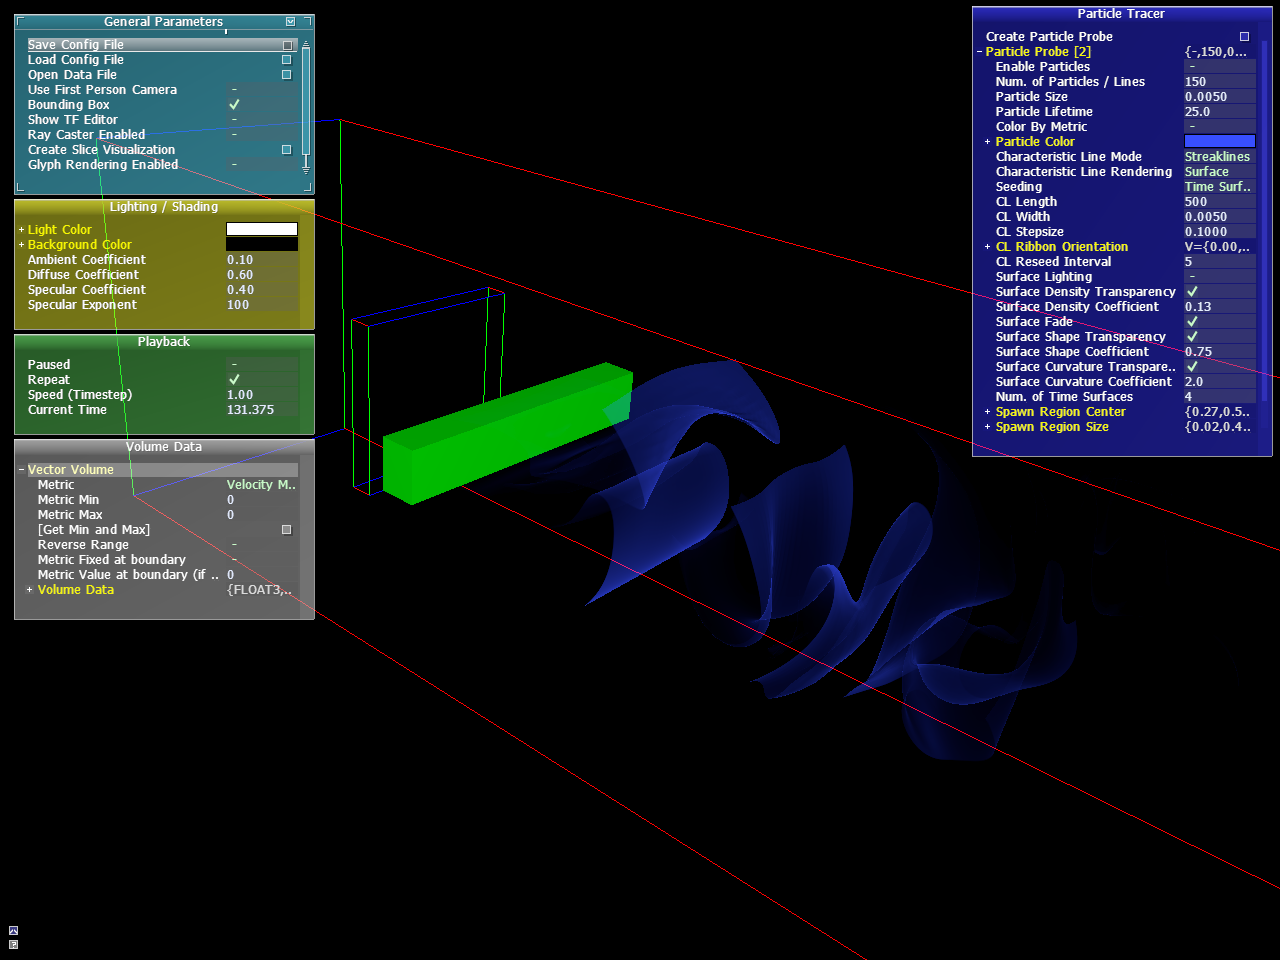 General Parameters
Save Config File
Load Config File
Open Data File
Use First Person Camera -
Bounding Box
Show TF Editor -
Ray Caster Enabled -
Create Slice Visualization
Glyph Rendering Enabled -
Lighting / Shading
+ Light Color
+ Background Color
Ambient Coefficient 0.10
Diffuse Coefficient 0.60
Specular Coefficient 0.40
Specular Exponent 100
Playback
Paused -
Repeat
Speed (Timestep) 1.00
Current Time 131.375
Volume Data
- Vector Volume
Metric Velocity M..
Metric Min 0
Metric Max 0
[Get Min and Max]
Reverse Range -
Metric Fixed at boundary -
Metric Value at boundary (if .. 0
+ Volume Data {FLOAT3,..
?
Particle Tracer
Create Particle Probe
- Particle Probe [2] {-,150,0...
Enable Particles -
Num. of Particles / Lines 150
Particle Size 0.0050
Particle Lifetime 25.0
Color By Metric -
+ Particle Color
Characteristic Line Mode Streaklines
Characteristic Line Rendering Surface
Seeding Time Surf..
CL Length 500
CL Width 0.0050
CL Stepsize 0.1000
+ CL Ribbon Orientation V={0.00,..
CL Reseed Interval 5
Surface Lighting -
Surface Density Transparency
Surface Density Coefficient 0.13
Surface Fade
Surface Shape Transparency
Surface Shape Coefficient 0.75
Surface Curvature Transpare..
Surface Curvature Coefficient 2.0
Num. of Time Surfaces 4
+ Spawn Region Center {0.27,0.5..
+ Spawn Region Size {0.02,0.4..